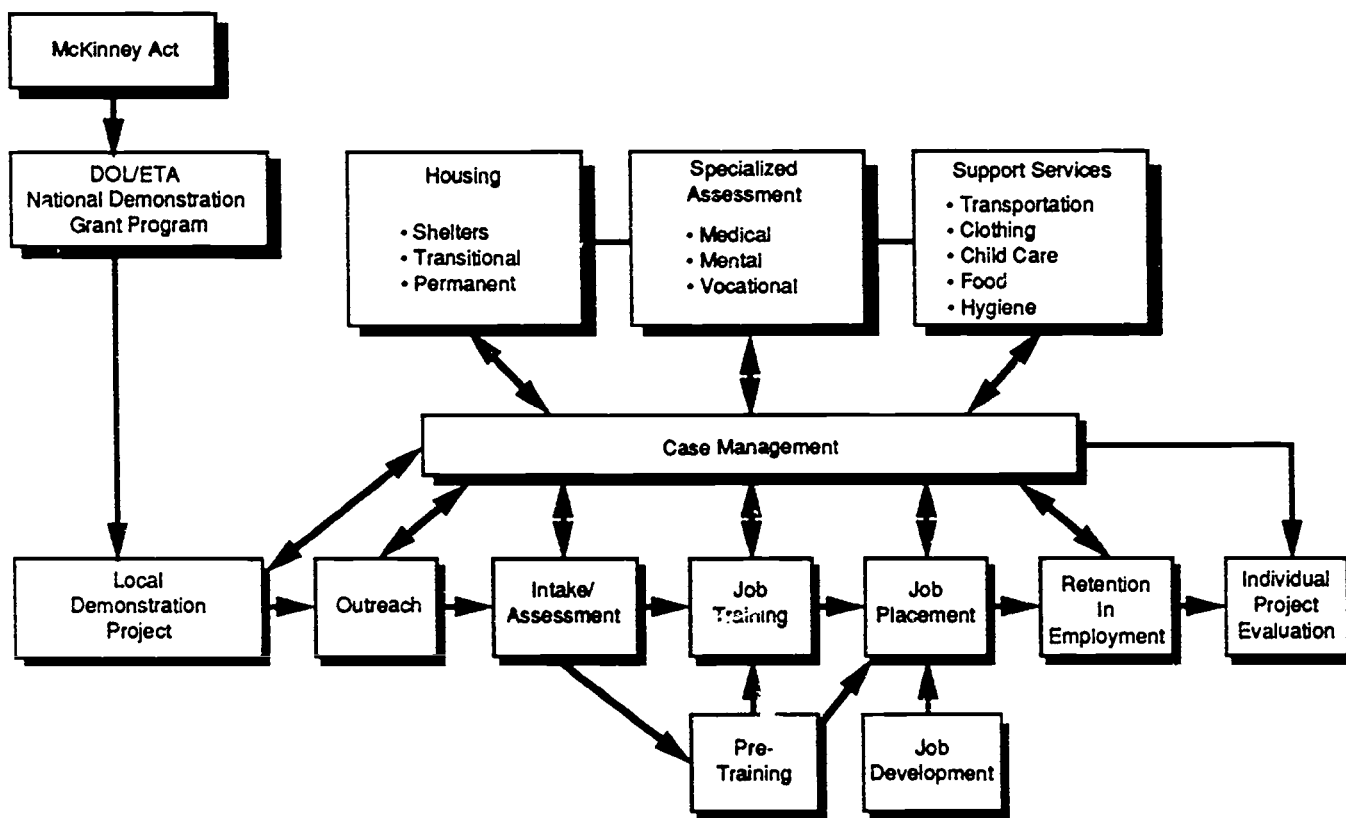 McKinney Act
DOL/ETA
National Demonstration
Grant Program
Housing
• Shelters
• Transitional
• Permanent
Specialized
Assessment
• Medical
• Mental
• Vocational
Support Services
• Transportation
• Clothing
• Child Care
• Food
• Hygiene
Case Management
Local
Demonstration
Project
Outreach
Intake/
Assessment
Job
Training
Job
Placement
Retention
In
Employment
Individual
Project
Evaluation
Pre-
Training
Job
Development